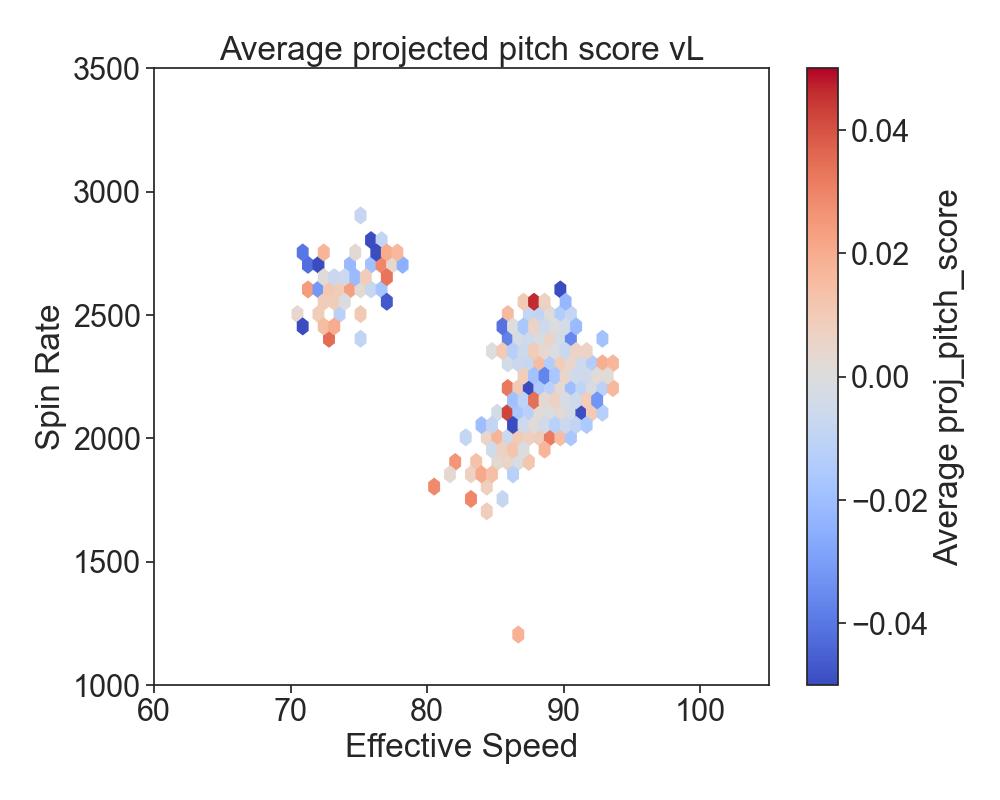 Average projected pitch score vL
3500
3000
2500
2000
1500
1000
Spin Rate
60 70 80 90 100
Effective Speed
0.04
0.02
0.00
−0.02
−0.04
Average proj_pitch_score